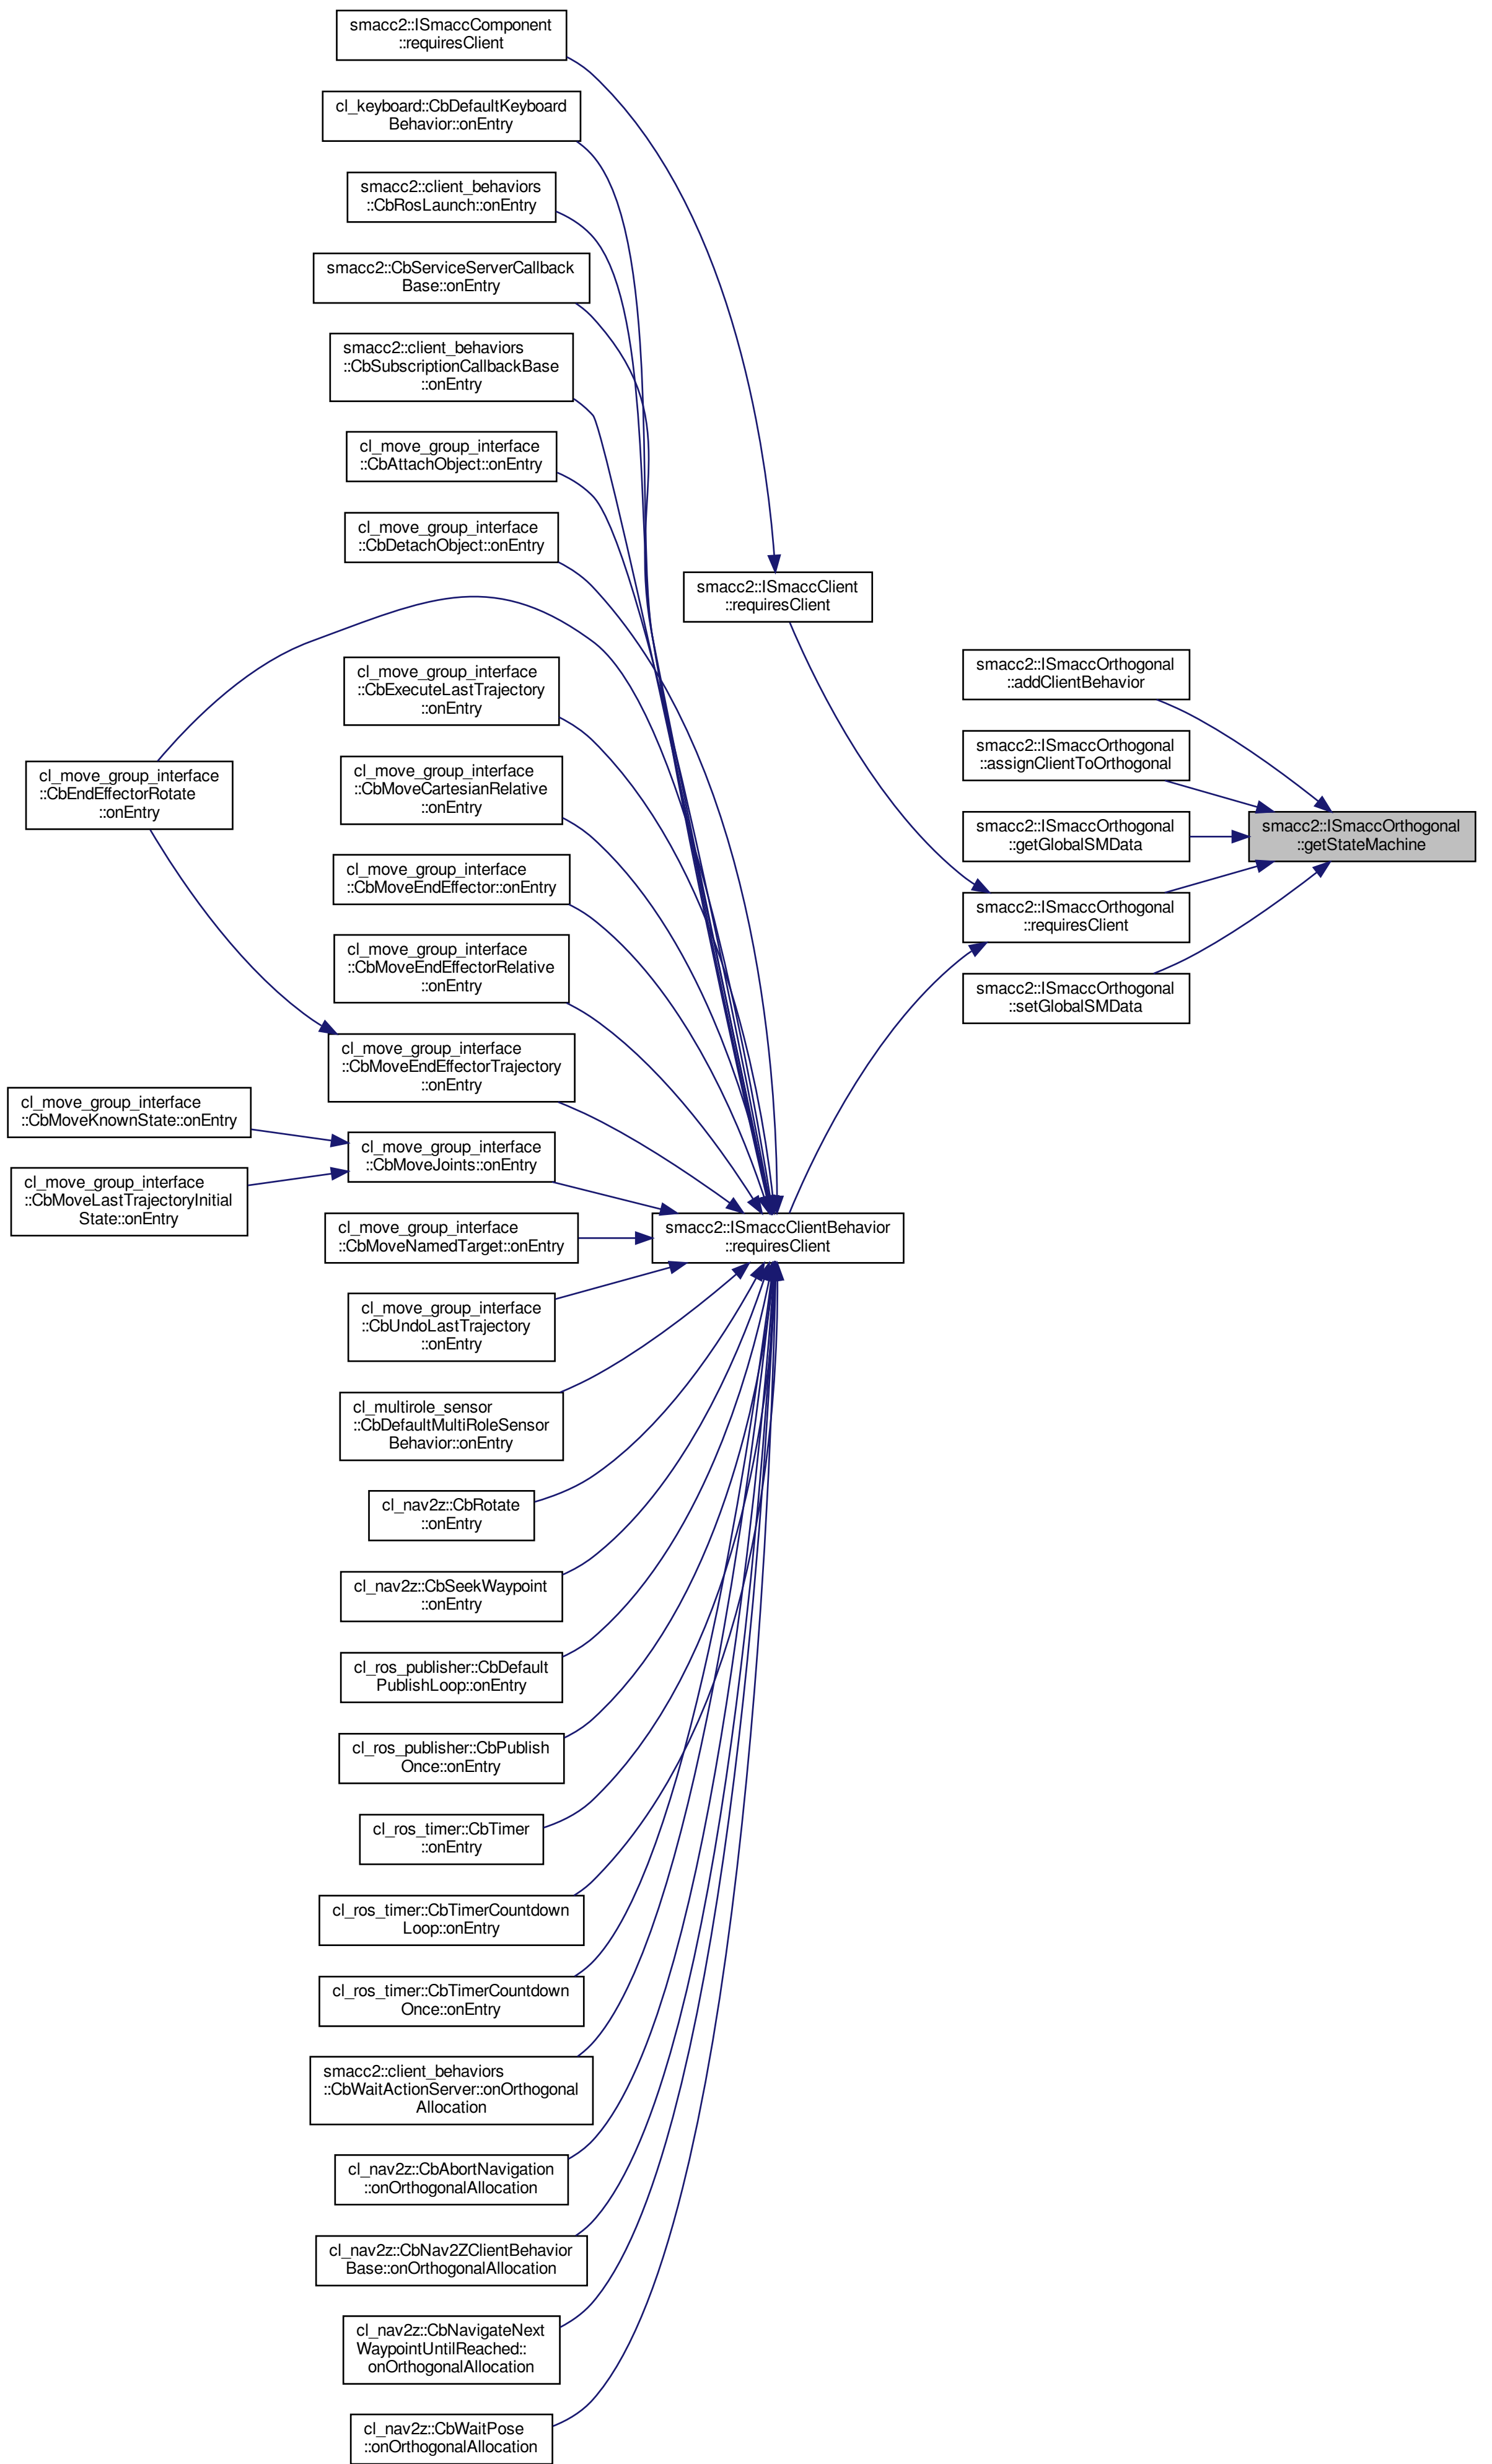 smacc2::ISmaccComponent
::requiresClient
cl_keyboard::CbDefaultKeyboard
Behavior::onEntry
smacc2::client_behaviors
::CbRosLaunch::onEntry
smacc2::CbServiceServerCallback
Base::onEntry
smacc2::client_behaviors
::CbSubscriptionCallbackBase
::onEntry
cl_move_group_interface
::CbAttachObject::onEntry
cl_move_group_interface
::CbDetachObject::onEntry
smacc2::ISmaccClient
::requiresClient
cl_move_group_interface
::CbExecuteLastTrajectory
::onEntry
smacc2::ISmaccOrthogonal
::addClientBehavior
smacc2::ISmaccOrthogonal
::assignClientToOrthogonal
cl_move_group_interface
::CbEndEffectorRotate
::onEntry
cl_move_group_interface
::CbMoveCartesianRelative
::onEntry
smacc2::ISmaccOrthogonal
::getGlobalSMData
smacc2::ISmaccOrthogonal
::getStateMachine
cl_move_group_interface
::CbMoveEndEffector::onEntry
smacc2::ISmaccOrthogonal
::requiresClient
cl_move_group_interface
::CbMoveEndEffectorRelative
::onEntry
smacc2::ISmaccOrthogonal
::setGlobalSMData
cl_move_group_interface
::CbMoveEndEffectorTrajectory
::onEntry
cl_move_group_interface
::CbMoveKnownState::onEntry
cl_move_group_interface
::CbMoveJoints::onEntry
cl_move_group_interface
::CbMoveLastTrajectoryInitial
State::onEntry
cl_move_group_interface
::CbMoveNamedTarget::onEntry
smacc2::ISmaccClientBehavior
::requiresClient
cl_move_group_interface
::CbUndoLastTrajectory
::onEntry
cl_multirole_sensor
::CbDefaultMultiRoleSensor
Behavior::onEntry
cl_nav2z::CbRotate
::onEntry
cl_nav2z::CbSeekWaypoint
::onEntry
cl_ros_publisher::CbDefault
PublishLoop::onEntry
cl_ros_publisher::CbPublish
Once::onEntry
cl_ros_timer::CbTimer
::onEntry
cl_ros_timer::CbTimerCountdown
Loop::onEntry
cl_ros_timer::CbTimerCountdown
Once::onEntry
smacc2::client_behaviors
::CbWaitActionServer::onOrthogonal
Allocation
cl_nav2z::CbAbortNavigation
::onOrthogonalAllocation
cl_nav2z::CbNav2ZClientBehavior
Base::onOrthogonalAllocation
cl_nav2z::CbNavigateNext
WaypointUntilReached::
onOrthogonalAllocation
cl_nav2z::CbWaitPose
::onOrthogonalAllocation